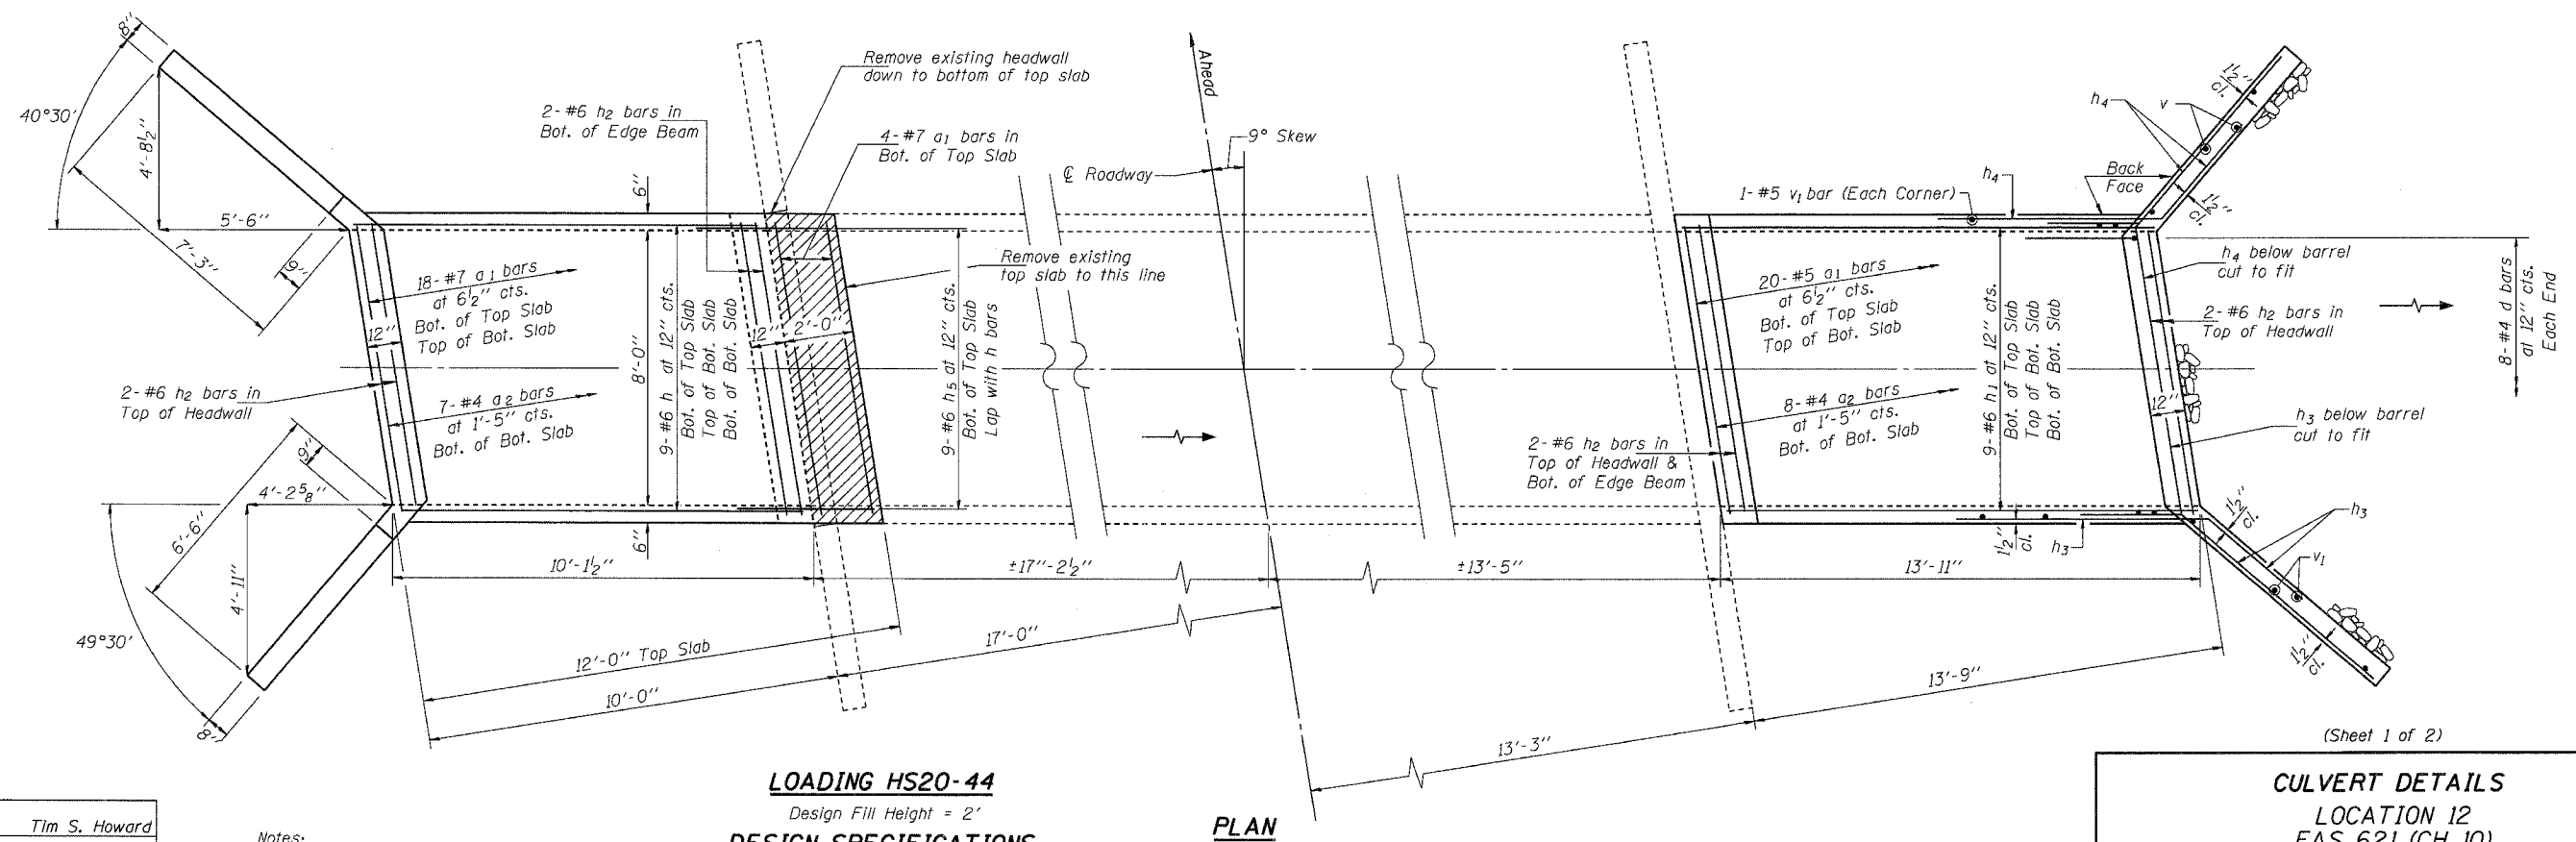 8"
40°30'
4'-8½"
7'-3"
5'-6"
9"
Remove existing headwall
down to bottom of top slab
2-#6 h2 bars in
Bot. of Edge Beam
4-#7 a1 bars in
Bot. of Top Slab
6"
Ahead
9° Skew
℄ Roadway
Remove existing
top slab to this line
18-#7 a1 bars
at 6½" cts.
Bot. of Top Slab
Top of Bot. Slab
12"
8'-0"
9-#6 h at 12" cts.
Bot. of Top Slab
Top of Bot. Slab
Bot. of Bot. Slab
12"
2'-0"
9-#6 h5 at 12" cts.
Bot. of Top Slab
Lap with h bars
2-#6 h2 bars in
Top of Headwall
7-#4 a2 bars
at 1'-5" cts.
Bot. of Bot. Slab
9"
4'-2⅝"
6'-6"
4'-11"
49°30'
8"
6"
10'-1½"
±17"-2½"
±13'-5"
13'-11"
12'-0" Top Slab
10'-0"
17'-0"
13'-3"
13'-9"
1-#5 v1 bar (Each Corner)
h4
Back
Face
h4
v
1½"
cl.
1½"
cl.
20-#5 a1 bars
at 6½" cts.
Bot. of Top Slab
Top of Bot. Slab
8-#4 a2 bars
at 1'-5" cts.
Bot. of Bot. Slab
2-#6 h2 bars in
Top of Headwall &
Bot. of Edge Beam
9-#6 h1 at 12" cts.
Bot. of Top Slab
Top of Bot. Slab
Bot. of Bot. Slab
h4 below barrel
cut to fit
2-#6 h2 bars in
Top of Headwall
12"
h3 below barrel
cut to fit
8-#4 d bars
at 12" cts.
Each End
1½"
cl.
h3
1½"
cl.
h3
v1
1½"
cl.
(Sheet 1 of 2)
LOADING HS20-44
Design Fill Height = 2'
DESIGN SPECIFICATIONS
PLAN
CULVERT DETAILS
LOCATION 12
FAS 621 (CH 10)
Tim S. Howard
Notes: